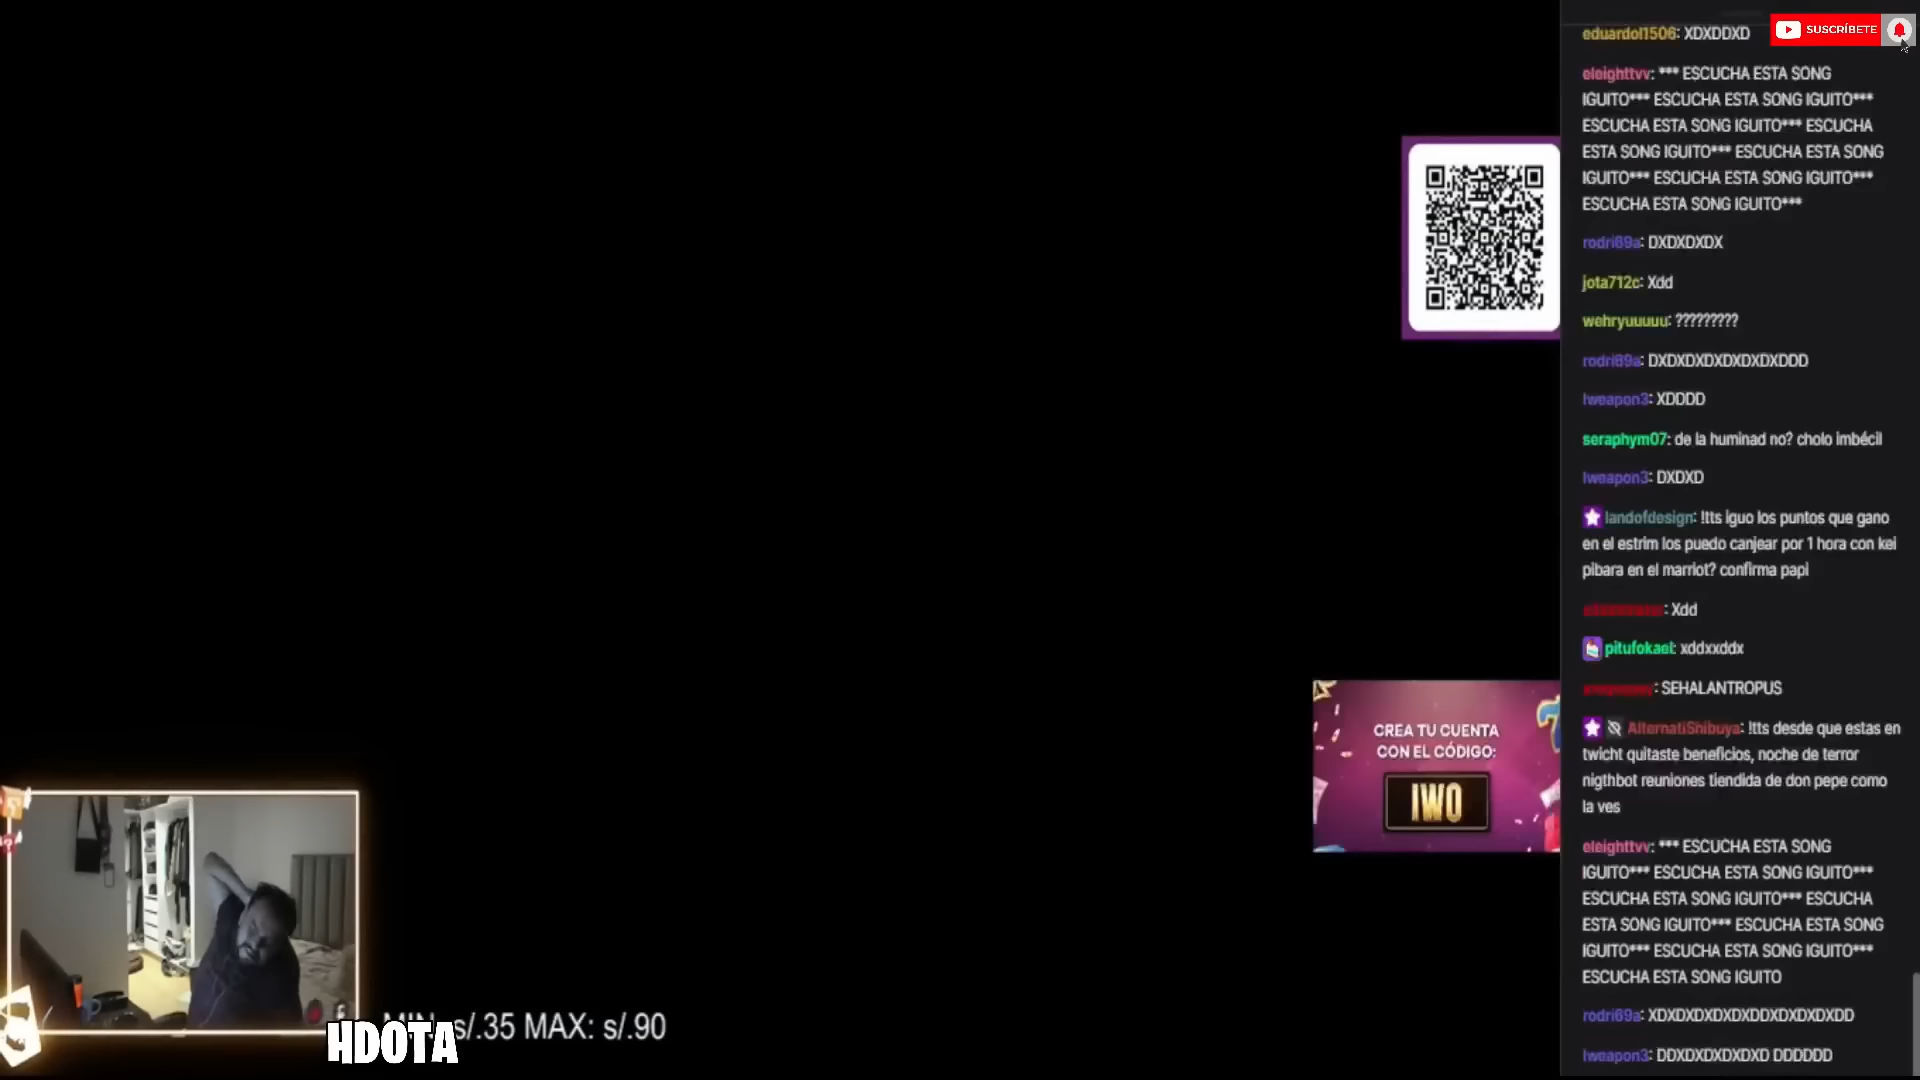 eduardol1506: XDXDDXD
SUSCRÍBETE
eleighttvv: *** ESCUCHA ESTA SONG
IGUITO*** ESCUCHA ESTA SONG IGUITO***
ESCUCHA ESTA SONG IGUITO*** ESCUCHA
ESTA SONG IGUITO*** ESCUCHA ESTA SONG
IGUITO*** ESCUCHA ESTA SONG IGUITO***
ESCUCHA ESTA SONG IGUITO***
rodri69a: DXDXDXDX
jota712c: Xdd
wehryuuuuu: ?????????
rodri69a: DXDXDXDXDXDXDXDXDDD
lweapon3: XDDDD
seraphym07: de la huminad no? cholo imbécil
lweapon3: DXDXD
landofdesign: !tts iguo los puntos que gano
en el estrim los puedo canjear por 1 hora con kei
pibara en el marriot? confirma papi
: Xdd
pitufokael: xddxxddx
: SEHALANTROPUS
AlternatiShibuya: !tts desde que estas en
twicht quitaste beneficios, noche de terror
nigthbot reuniones tiendida de don pepe como
la ves
eleighttvv: *** ESCUCHA ESTA SONG
IGUITO*** ESCUCHA ESTA SONG IGUITO***
ESCUCHA ESTA SONG IGUITO*** ESCUCHA
ESTA SONG IGUITO*** ESCUCHA ESTA SONG
IGUITO*** ESCUCHA ESTA SONG IGUITO***
ESCUCHA ESTA SONG IGUITO
rodri69a: XDXDXDXDXDXDDXDXDXDXDD
lweapon3: DDXDXDXDXDXD DDDDDD
CREA TU CUENTA
CON EL CÓDIGO:
IWO
MIN: s/.35 MAX: s/.90
HDOTA